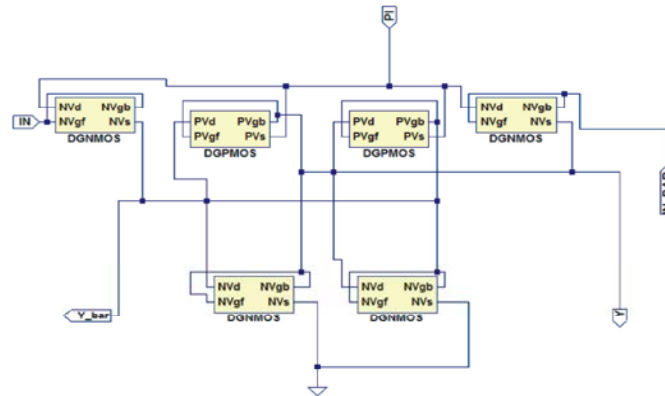 PI
NVd NVgb
NVgf NVs
DGNMOS
PVd PVgb
PVgf PVs
DGPMOS
PVd PVgb
PVgf PVs
DGPMOS
NVd NVgb
NVgf NVs
DGNMOS
IN
IN_BAR
NVd NVgb
NVgf NVs
DGNMOS
NVd NVgb
NVgf NVs
DGNMOS
Y_bar
Y